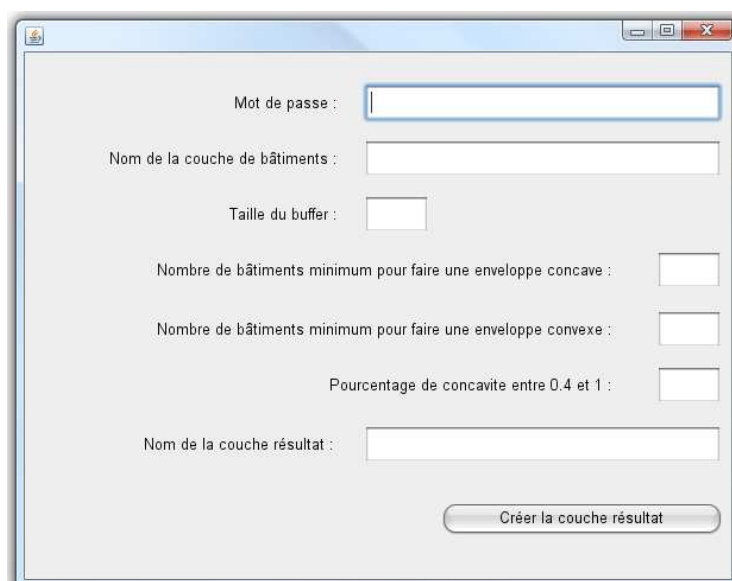 Mot de passe :
Nom de la couche de bâtiments :
Taille du buffer :
Nombre de bâtiments minimum pour faire une enveloppe concave :
Nombre de bâtiments minimum pour faire une enveloppe convexe :
Pourcentage de concavite entre 0.4 et 1 :
Nom de la couche résultat :
Créer la couche résultat